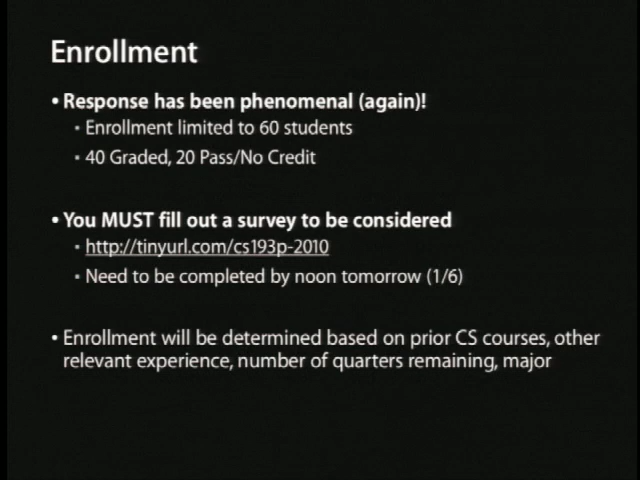 Enrollment
• Response has been phenomenal (again)!
• Enrollment limited to 60 students
• 40 Graded, 20 Pass/No Credit
• You MUST fill out a survey to be considered
• http://tinyurl.com/cs193p-2010
• Need to be completed by noon tomorrow (1/6)
• Enrollment will be determined based on prior CS courses, other
relevant experience, number of quarters remaining, major